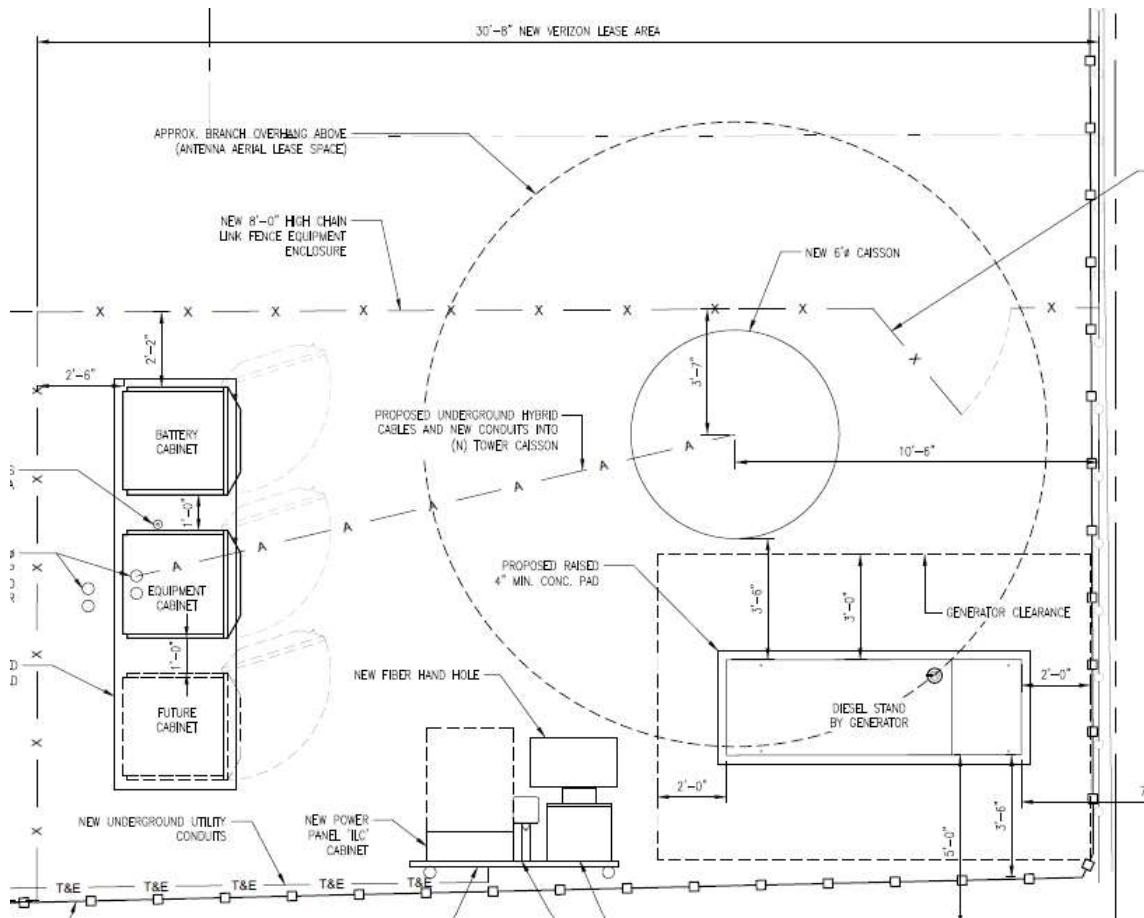 30'-8" NEW VERIZON LEASE AREA
APPROX. BRANCH OVERHANG ABOVE
(ANTENNA AERIAL LEASE SPACE)
NEW 8'-0" HIGH CHAIN
LINK FENCE EQUIPMENT
ENCLOSURE
NEW 6'ø CAISSON
X X X X X X X X X X
2'-2"
3'-7"
X
2'-6"
X
PROPOSED UNDERGROUND HYBRID
CABLES AND NEW CONDUITS INTO
(N) TOWER CAISSON
BATTERY
CABINET
A
10'-6"
A
X
A
1'-0"
A
A
A
X
PROPOSED RAISED
4" MIN. CONC. PAD
EQUIPMENT
CABINET
3'-6"
3'-0"
GENERATOR CLEARANCE
1'-0"
X
NEW FIBER HAND HOLE
2'-0"
FUTURE
CABINET
DIESEL STAND
BY GENERATOR
X
2'-0"
7
NEW UNDERGROUND UTILITY
CONDUITS
NEW POWER
PANEL 'ILC'
CABINET
X
5'-0"
3'-6"
T&E T&E T&E T&E T&E